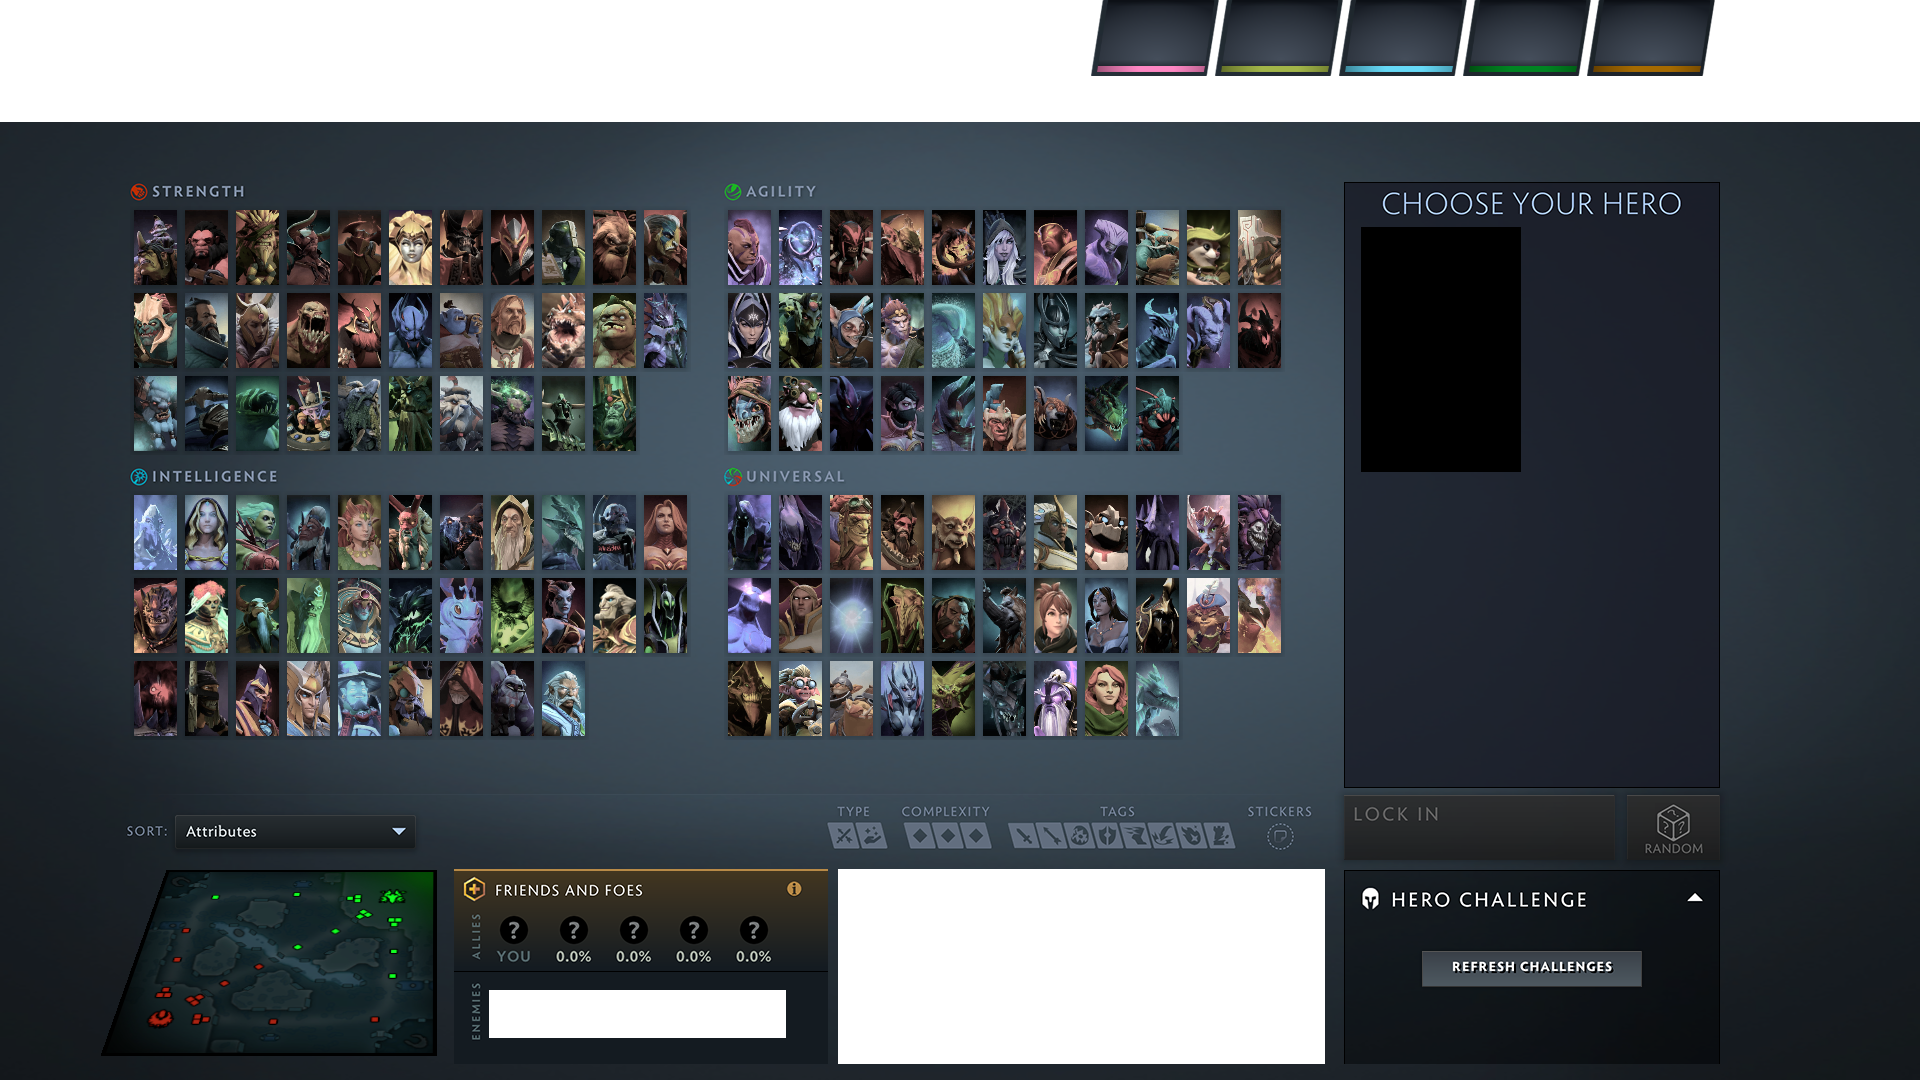 STRENGTH
AGILITY
CHOOSE YOUR HERO
INTELLIGENCE
UNIVERSAL
SORT:
Attributes
TYPE
COMPLEXITY
TAGS
STICKERS
LOCK IN
RANDOM
FRIENDS AND FOES
ALLIES
? ? ? ? ?
YOU 0.0% 0.0% 0.0% 0.0%
ENEMIES
HERO CHALLENGE
REFRESH CHALLENGES